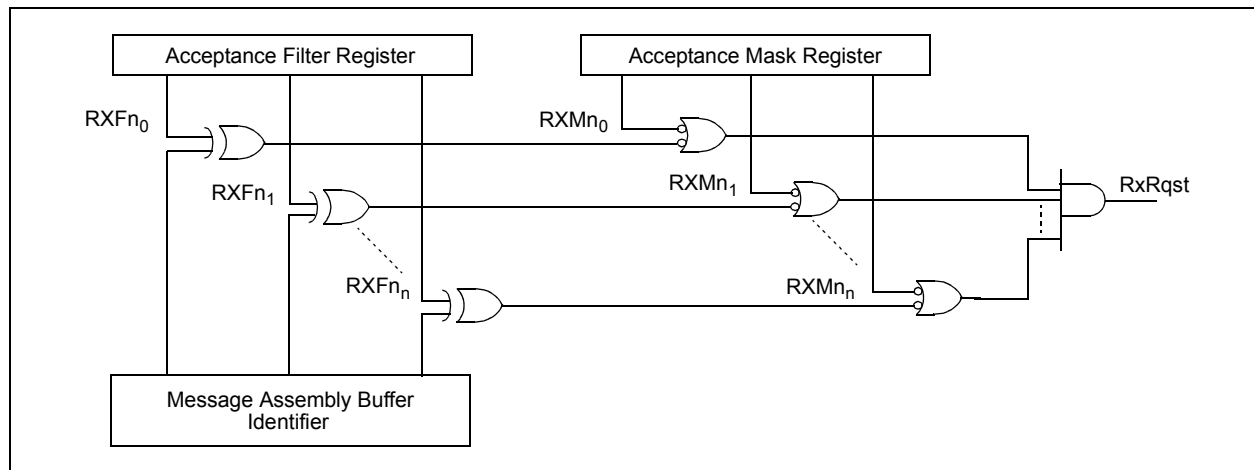 Acceptance Filter Register
Acceptance Mask Register
RXFn0
RXMn0
RXFn1
RXMn1
RxRqst
RXFnn
RXMnn
Message Assembly Buffer
Identifier